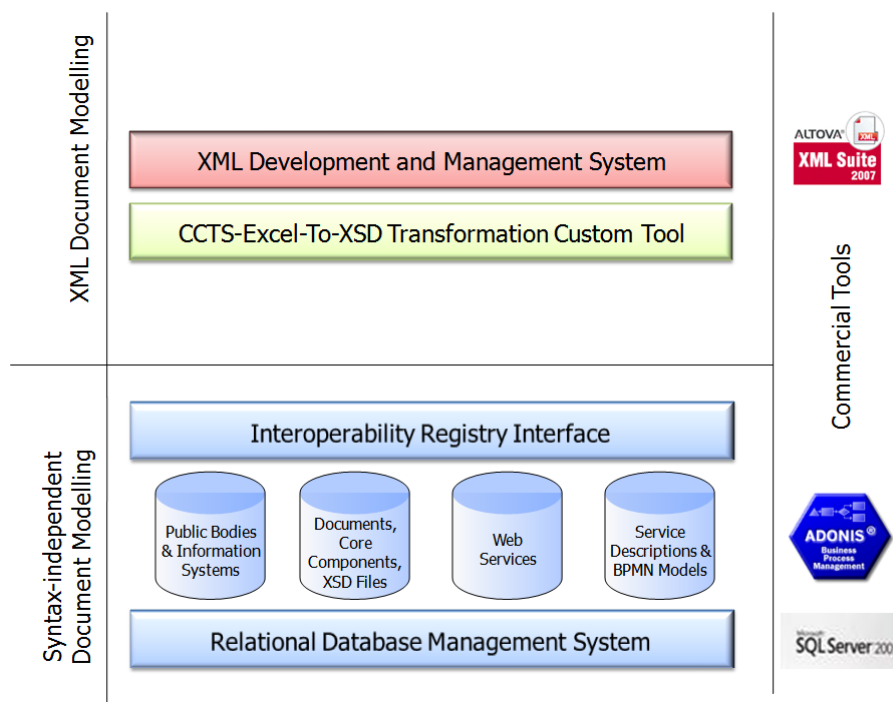 XML Document Modelling
XML Development and Management System
CCTS-Excel-To-XSD Transformation Custom Tool
ALTOVA®
XML
XML Suite
2007
Commercial Tools
Syntax-independent
Document Modelling
Interoperability Registry Interface
Public Bodies
& Information
Systems
Documents,
Core
Components,
XSD Files
Web
Services
Service
Descriptions &
BPMN Models
ADONIS®
Business
Process
Management
Relational Database Management System
Microsoft
SQL Server 200